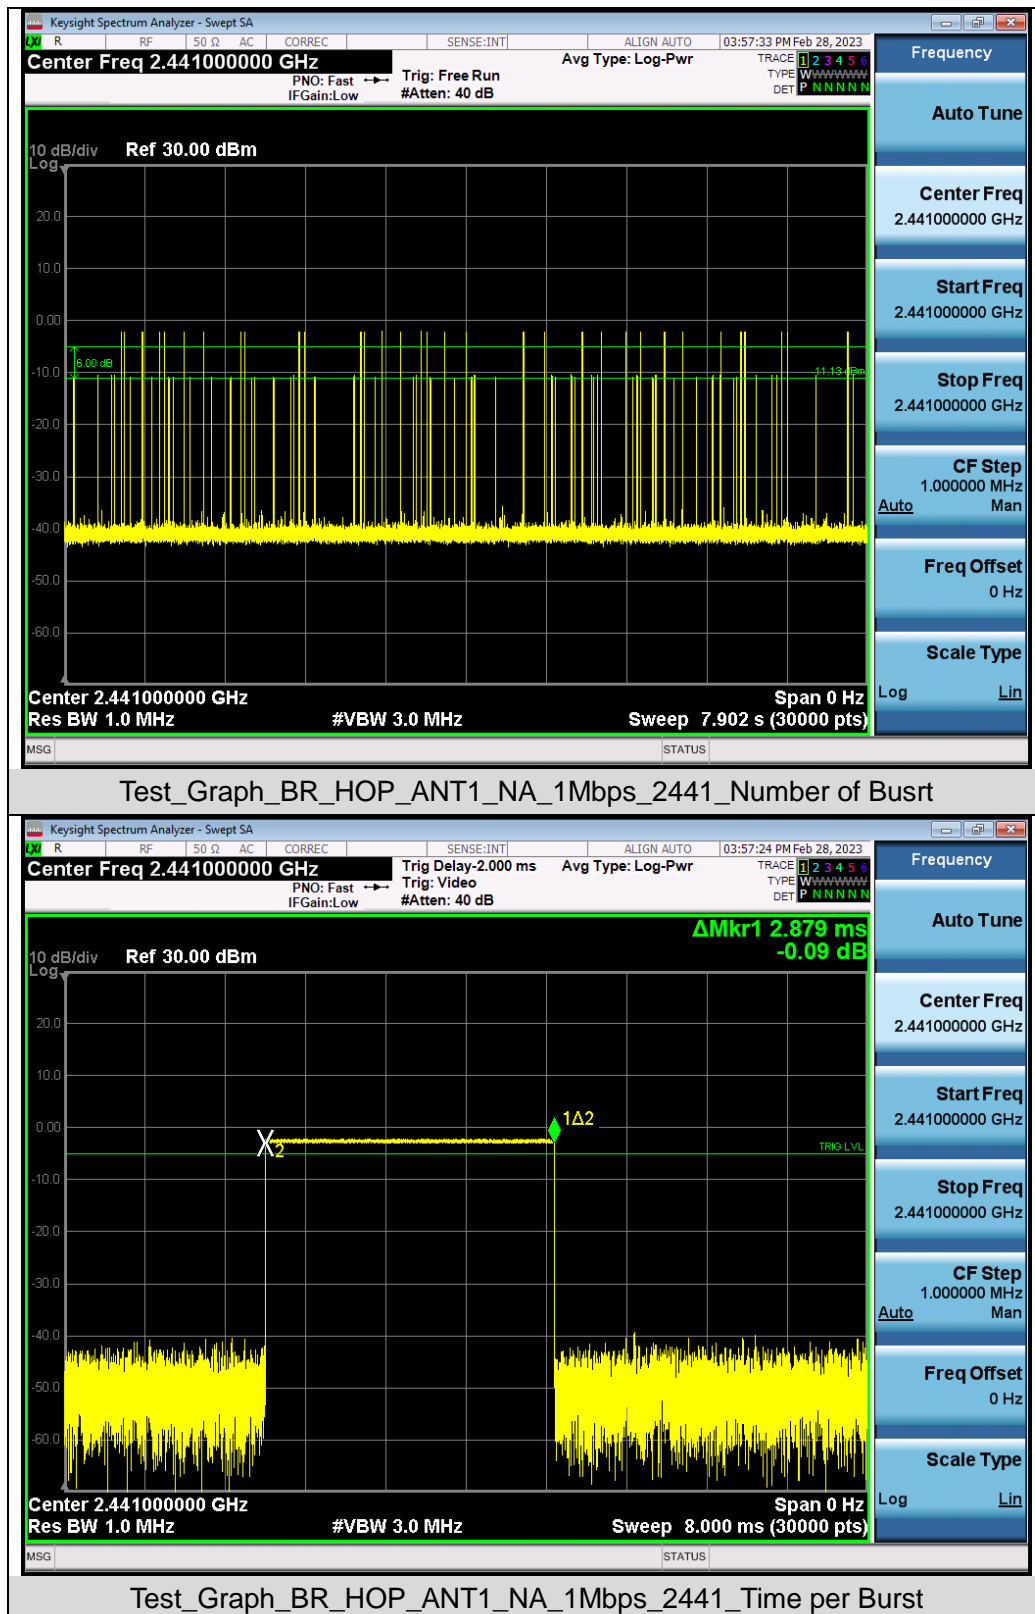 Keysight Spectrum Analyzer - Swept SA
LXI R RF 50 Ω AC CORREC SENSE:INT ALIGN AUTO 03:57:33 PM Feb 28, 2023
Center Freq 2.441000000 GHz
PNO: Fast
IFGain:Low
Trig: Free Run
#Atten: 40 dB
Avg Type: Log-Pwr
TRACE 1 2 3 4 5 6
TYPE W W W W W W
DET P N N N N N
10 dB/div Ref 30.00 dBm
Log
20.0
10.0
0.00
6.00 dB
-10.0
-11.13 dBm
-20.0
-30.0
-40.0
-50.0
-60.0
Center 2.441000000 GHz Span 0 Hz
Res BW 1.0 MHz #VBW 3.0 MHz Sweep 7.902 s (30000 pts)
MSG STATUS
Frequency
Auto Tune
Center Freq
2.441000000 GHz
Start Freq
2.441000000 GHz
Stop Freq
2.441000000 GHz
CF Step
1.000000 MHz
Auto Man
Freq Offset
0 Hz
Scale Type
Log Lin
Test_Graph_BR_HOP_ANT1_NA_1Mbps_2441_Number of Busrt
Keysight Spectrum Analyzer - Swept SA
LXI R RF 50 Ω AC CORREC SENSE:INT ALIGN AUTO 03:57:24 PM Feb 28, 2023
Center Freq 2.441000000 GHz
PNO: Fast
IFGain:Low
Trig Delay-2.000 ms
Trig: Video
#Atten: 40 dB
Avg Type: Log-Pwr
TRACE 1 2 3 4 5 6
TYPE W W W W W W
DET P N N N N N
ΔMkr1 2.879 ms
-0.09 dB
10 dB/div Ref 30.00 dBm
Log
20.0
10.0
0.00
1Δ2
X2
TRIG LVL
-10.0
-20.0
-30.0
-40.0
-50.0
-60.0
Center 2.441000000 GHz Span 0 Hz
Res BW 1.0 MHz #VBW 3.0 MHz Sweep 8.000 ms (30000 pts)
MSG STATUS
Frequency
Auto Tune
Center Freq
2.441000000 GHz
Start Freq
2.441000000 GHz
Stop Freq
2.441000000 GHz
CF Step
1.000000 MHz
Auto Man
Freq Offset
0 Hz
Scale Type
Log Lin
Test_Graph_BR_HOP_ANT1_NA_1Mbps_2441_Time per Burst